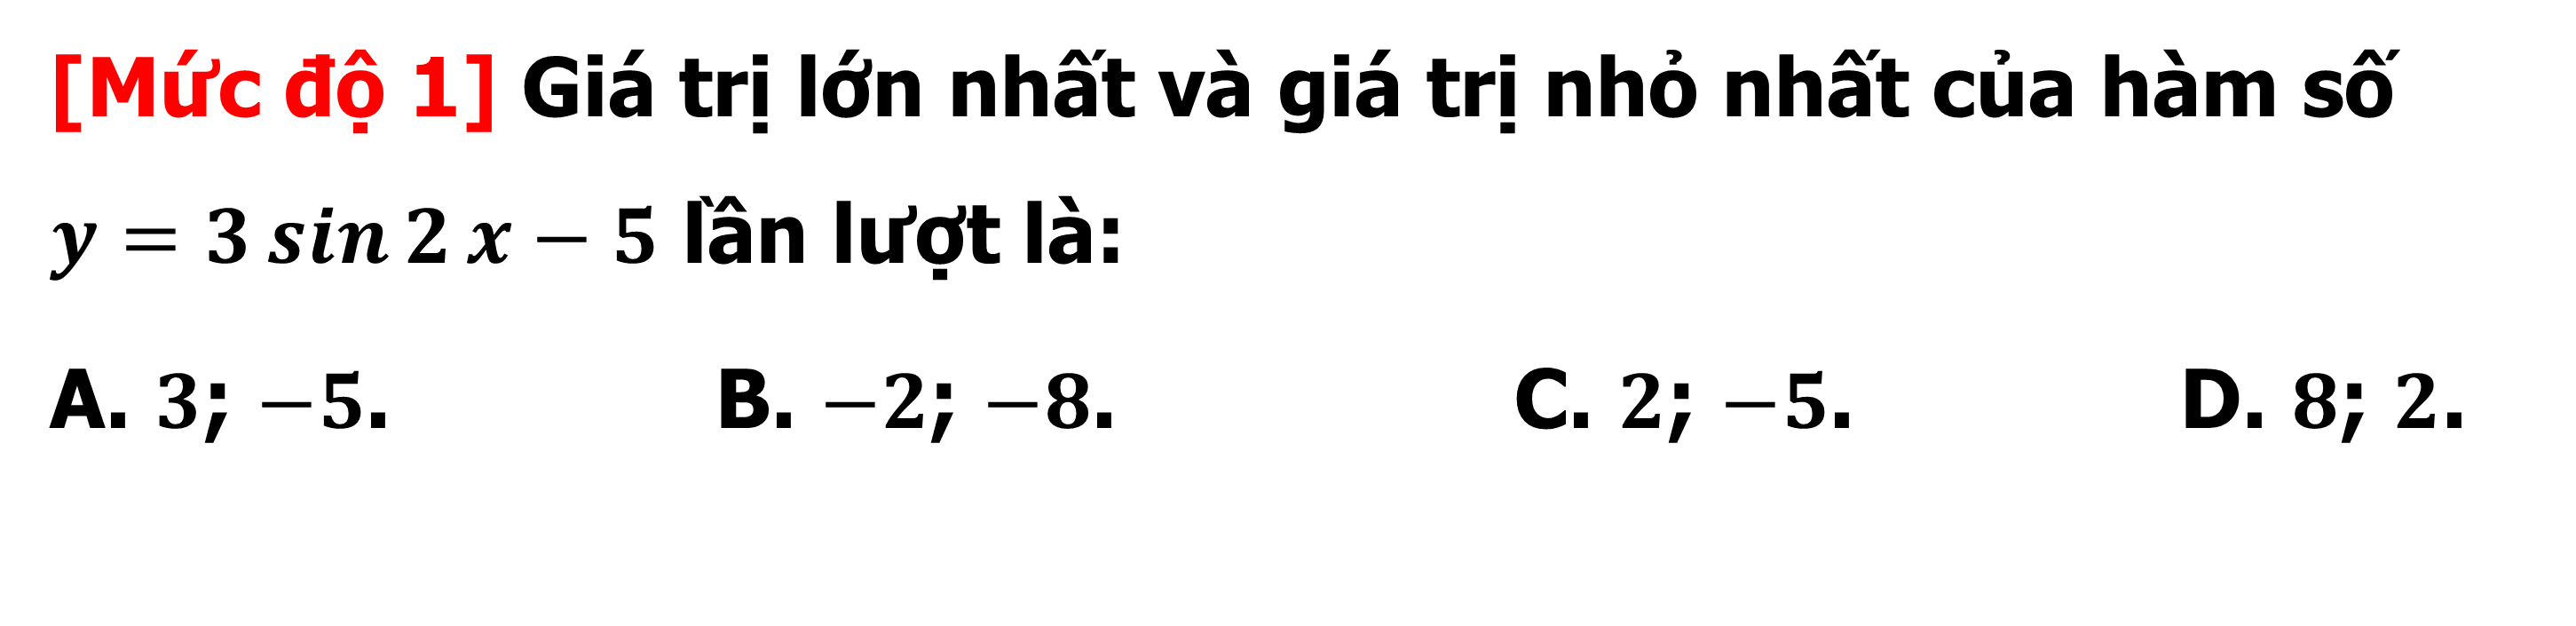 [Mức độ 1] Giá trị lớn nhất và giá trị nhỏ nhất của hàm số
y = 3 sin 2 x − 5 lần lượt là:
A. 3; −5. B. −2; −8. C. 2; −5. D. 8; 2.